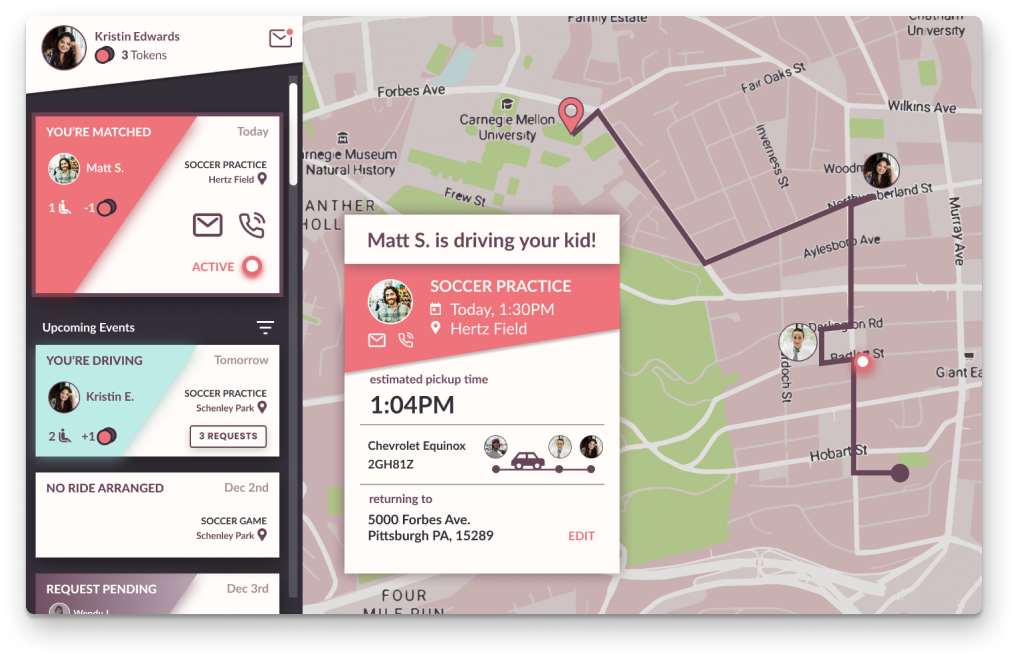 Kristin Edwards
3 Tokens
YOU'RE MATCHED
Today
Matt S.
SOCCER PRACTICE
Hertz Field
1
-1
ACTIVE
Upcoming Events
YOU'RE DRIVING
Tomorrow
Kristin E.
SOCCER PRACTICE
Schenley Park
2
+1
3 REQUESTS
NO RIDE ARRANGED
Dec 2nd
SOCCER GAME
Schenley Park
REQUEST PENDING
Dec 3rd
Matt S. is driving your kid!
SOCCER PRACTICE
Today, 1:30PM
Hertz Field
estimated pickup time
1:04PM
Chevrolet Equinox
2GH81Z
returning to
5000 Forbes Ave.
Pittsburgh PA, 15289
EDIT
Family Estate
Chatham
University
Forbes Ave
Fair Oaks St
Wilkins Ave
Carnegie Mellon
University
rnegie Museum
Natural History
Inverness St
Woodm
Frew St
Northumberland St
ANTHER
HOLL
Murray Ave
Aylesboro Ave
Darlington Rd
Bartlett St
rdoch St
Giant Ea
Hobart St
FOUR
MILE RUN